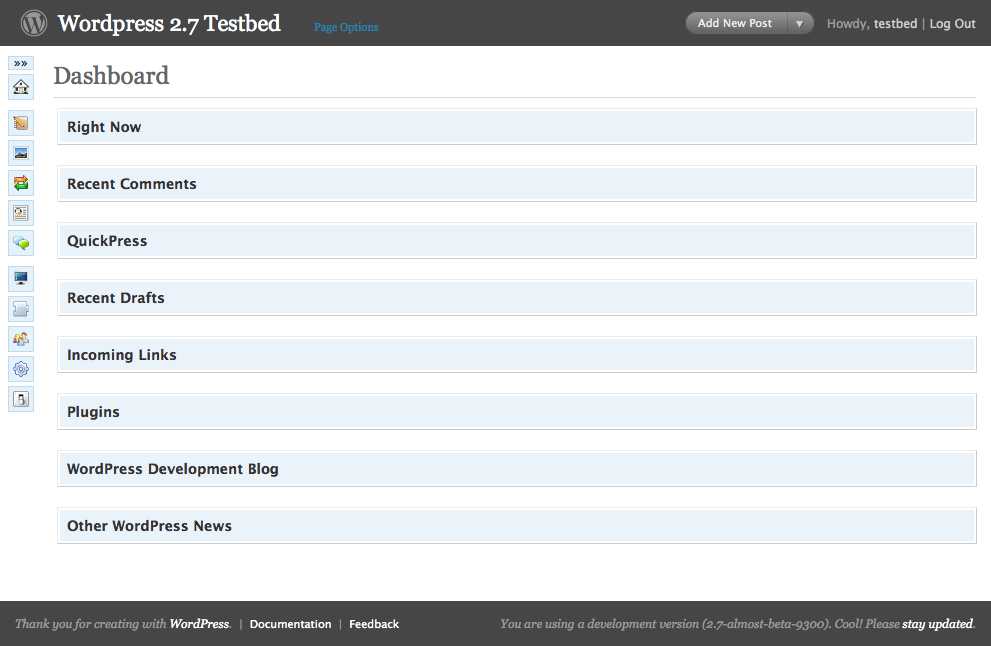 Wordpress 2.7 Testbed Page Options Add New Post ▼ Howdy, testbed | Log Out
»»
Dashboard
Right Now
Recent Comments
QuickPress
Recent Drafts
Incoming Links
Plugins
WordPress Development Blog
Other WordPress News
Thank you for creating with WordPress. | Documentation | Feedback You are using a development version (2.7-almost-beta-9300). Cool! Please stay updated.